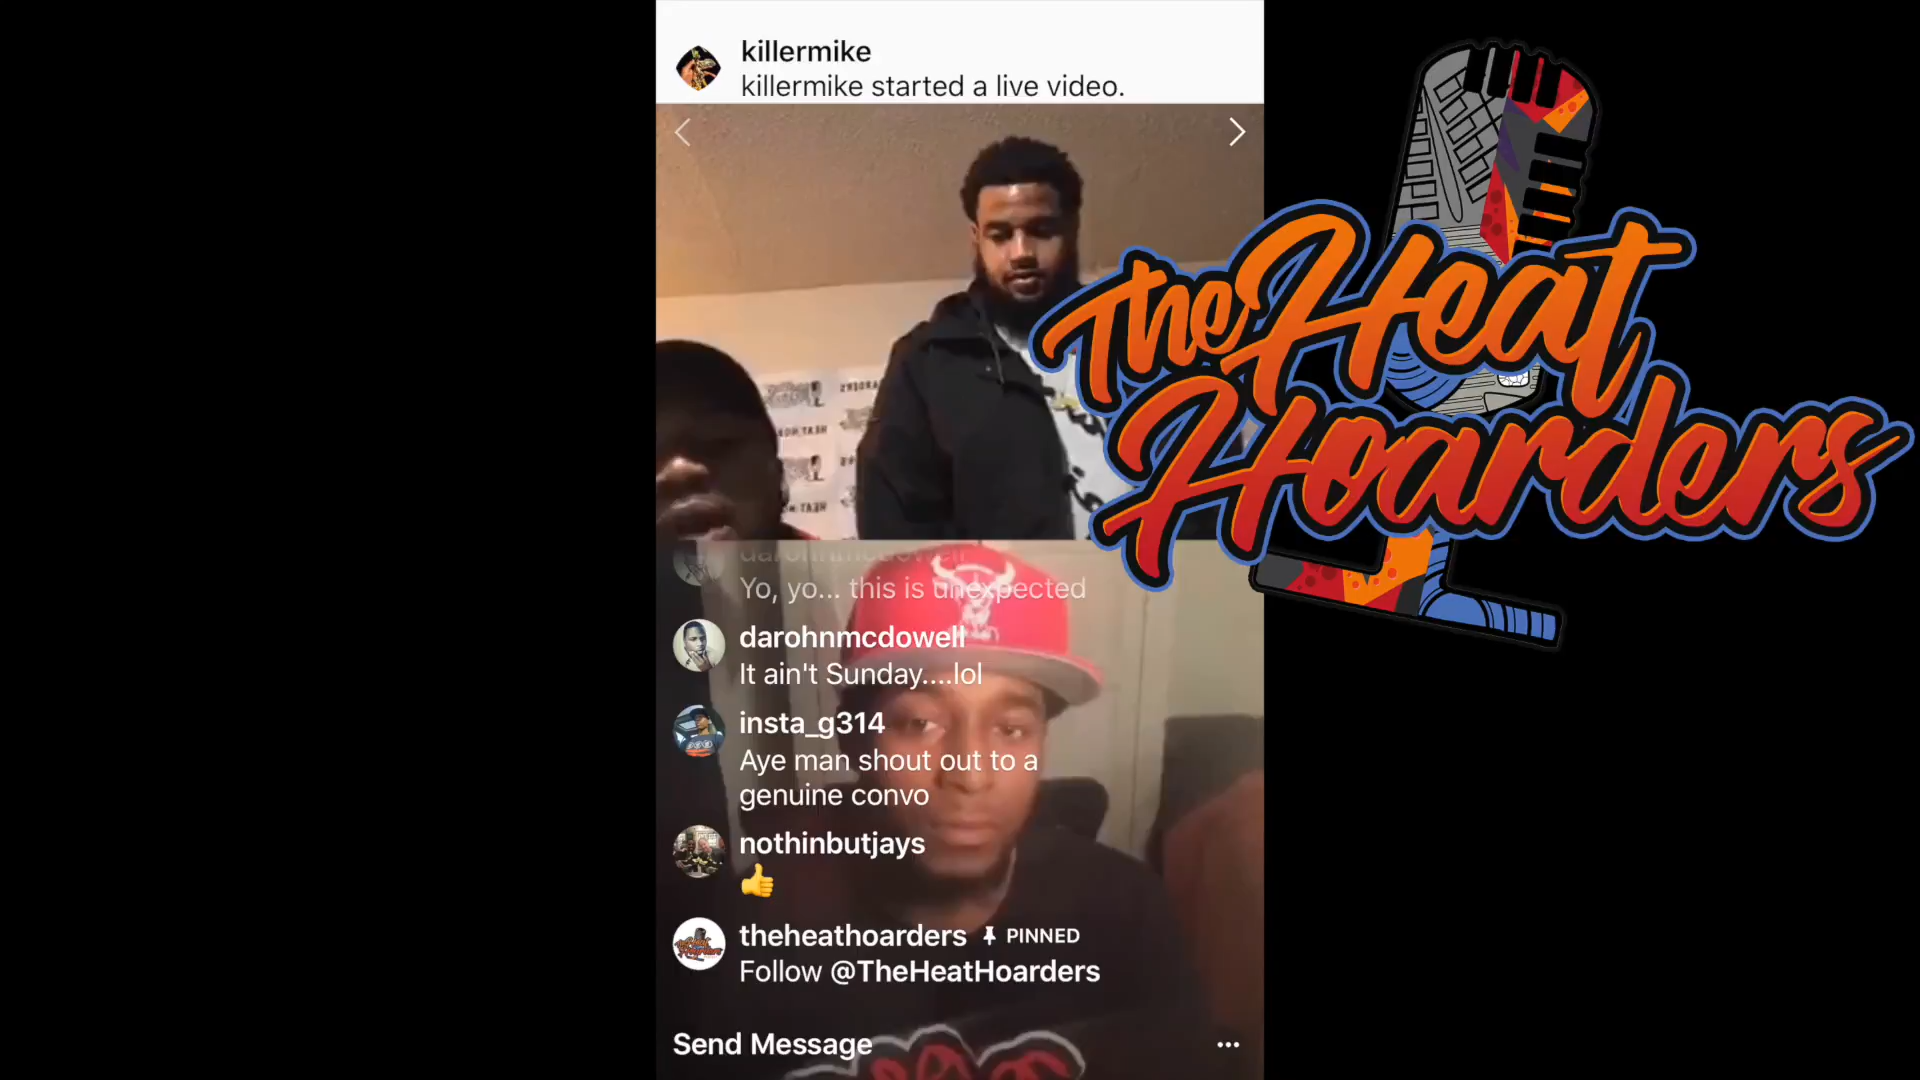 killermike
killermike started a live video.
The Heat
Hoarders
Yo, yo... this is unexpected
darohnmcdowell
It ain't Sunday....lol
insta_g314
Aye man shout out to a
genuine convo
nothinbutjays
👍
theheathoarders PINNED
Follow @TheHeatHoarders
Send Message